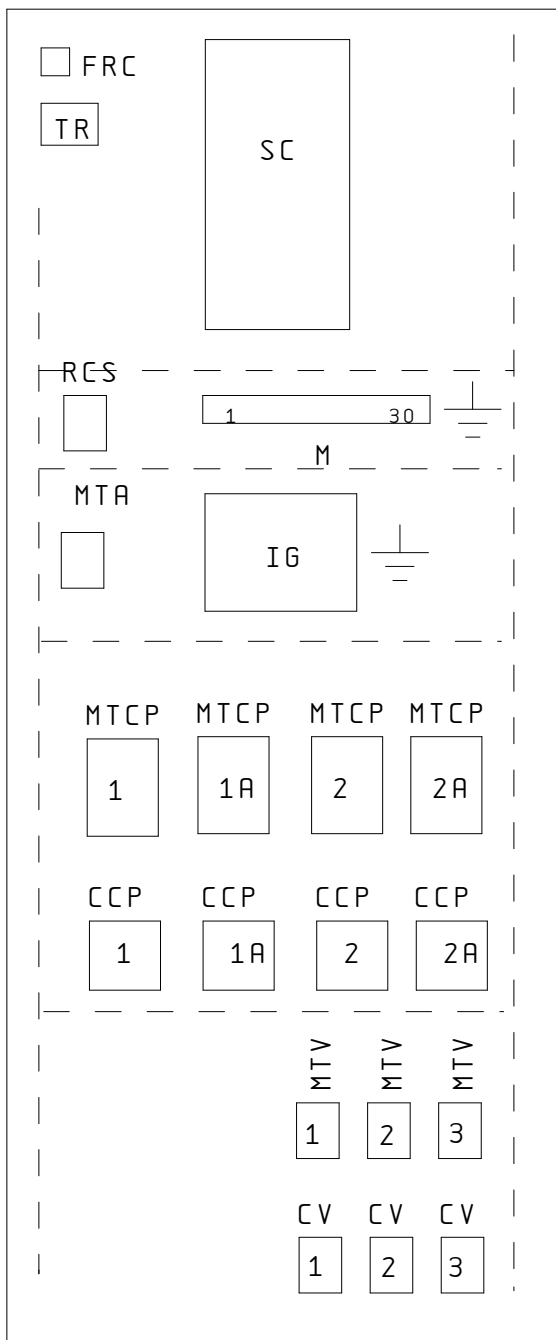 FRC
TR
SC
RCS
1 30
M
MTA
IG
MTCP MTCP MTCP MTCP
1 1A 2 2A
CCP CCP CCP CCP
1 1A 2 2A
MTV MTV MTV
1 2 3
CV CV CV
1 2 3